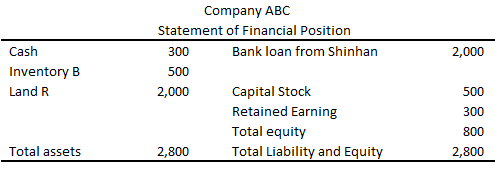 Company ABC
Statement of Financial Position
Cash 300 Bank loan from Shinhan 2,000
Inventory B 500
Land R 2,000 Capital Stock 500
Retained Earning 300
Total equity 800
Total assets 2,800 Total Liability and Equity 2,800